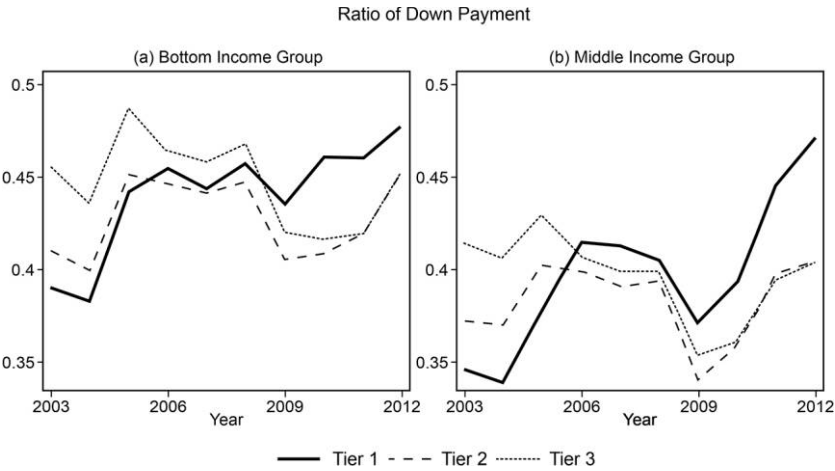 Ratio of Down Payment
(a) Bottom Income Group
0.5
0.45
0.4
0.35
2003 2006 2009 2012
Year
(b) Middle Income Group
0.5
0.45
0.4
0.35
2003 2006 2009 2012
Year
Tier 1 Tier 2 Tier 3